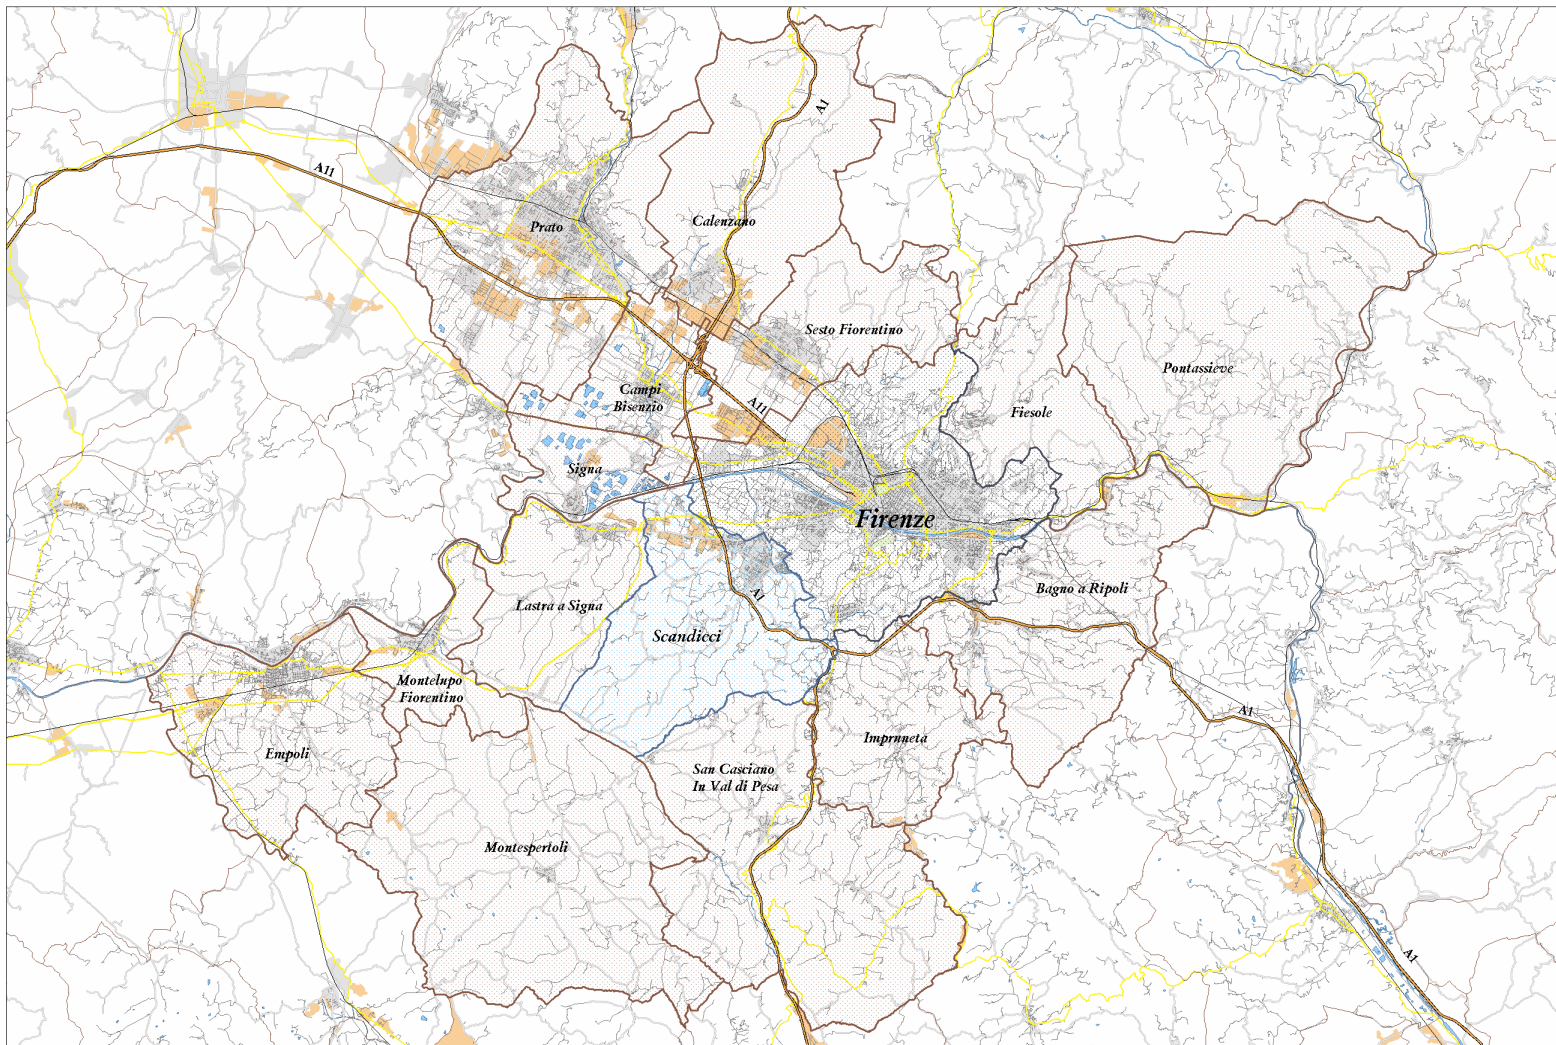 A1
A11
Calenzano
Prato
Sesto Fiorentino
Pontassieve
Campi
Bisenzio
A11
Fiesole
Signa
Firenze
Bagno a Ripoli
A1
Lastra a Signa
Scandicci
Montelupo
Fiorentino
A1
Imprnneta
Empoli
San Casciano
In Val di Pesa
Montespertoli
A1